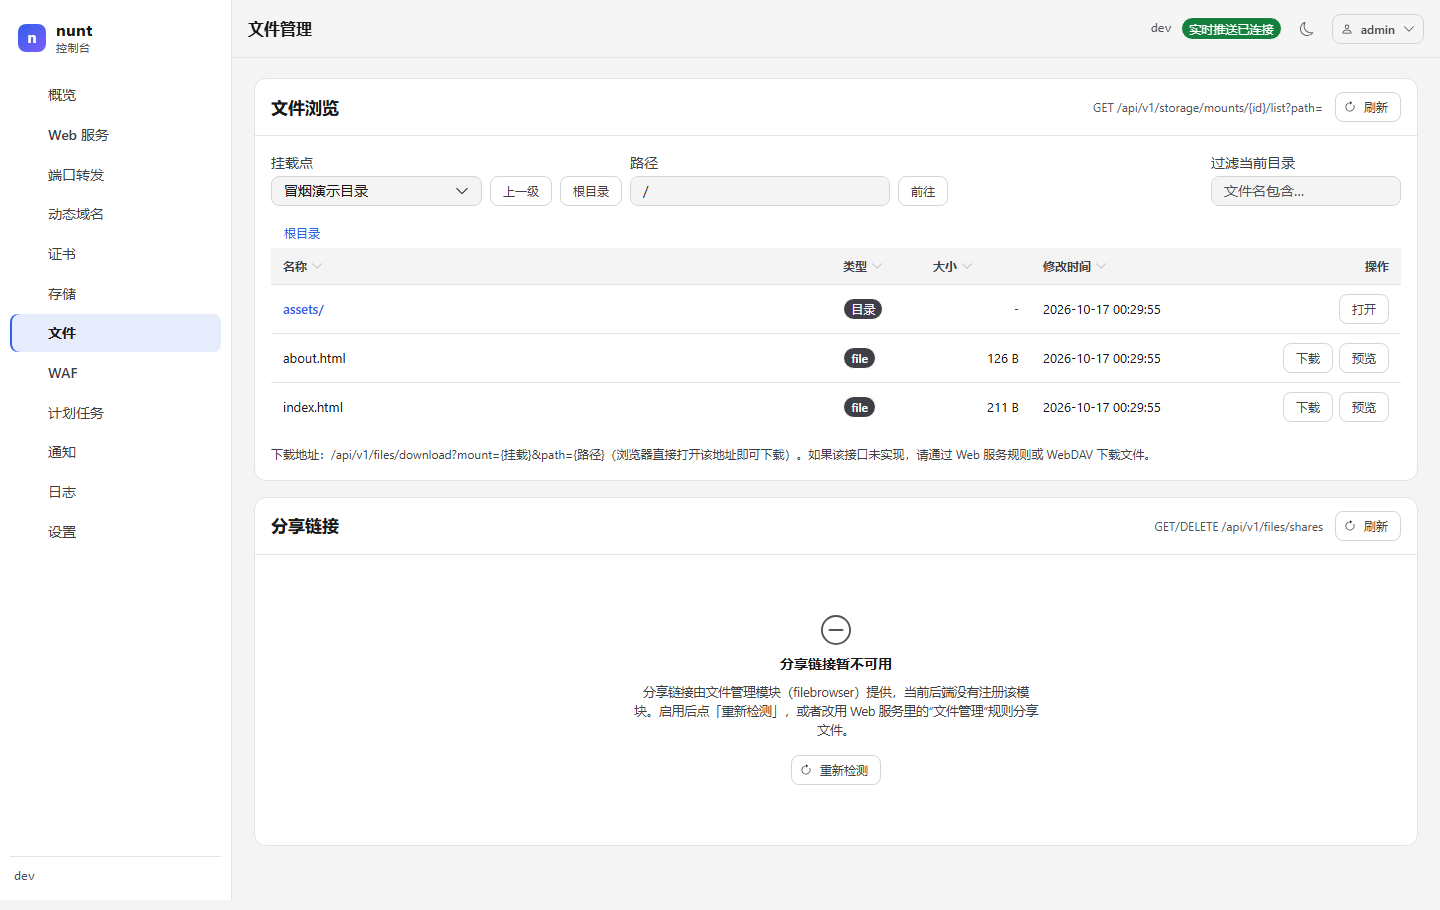 n
nunt
控制台
概览
Web 服务
端口转发
动态域名
证书
存储
文件
WAF
计划任务
通知
日志
设置
dev
文件管理
dev
实时推送已连接
admin
文件浏览
GET /api/v1/storage/mounts/{id}/list?path=
刷新
挂载点
路径
过滤当前目录
冒烟演示目录
上一级
根目录
/
前往
文件名包含...
根目录
名称
类型
大小
修改时间
操作
assets/
目录
-
2026-10-17 00:29:55
打开
about.html
file
126 B
2026-10-17 00:29:55
下载
预览
index.html
file
211 B
2026-10-17 00:29:55
下载
预览
下载地址：/api/v1/files/download?mount={挂载}&path={路径}（浏览器直接打开该地址即可下载）。如果该接口未实现，请通过 Web 服务规则或 WebDAV 下载文件。
分享链接
GET/DELETE /api/v1/files/shares
刷新
分享链接暂不可用
分享链接由文件管理模块（filebrowser）提供，当前后端没有注册该模
块。启用后点「重新检测」，或者改用 Web 服务里的“文件管理”规则分享
文件。
重新检测